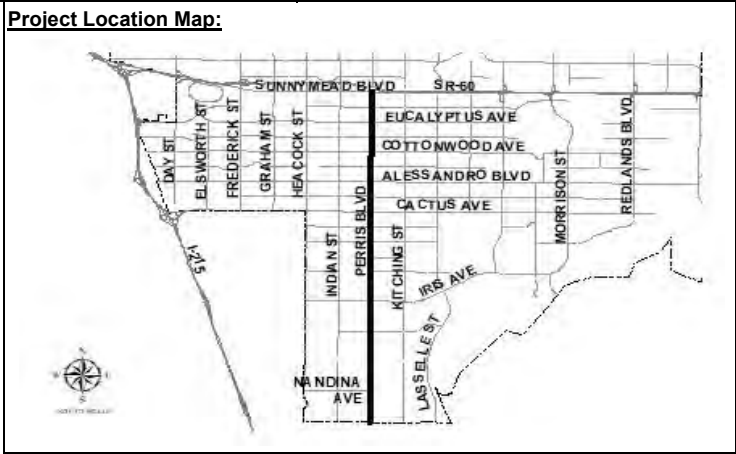 Project Location Map:
SUNNYMEAD BLVD
SR-60
EUCALYPTUS AVE
COTTONWOOD AVE
ALESSANDRO BLVD
CACTUS AVE
DAY ST
ELSWORTH ST
FREDERICK ST
GRAHAM ST
HEACOCK ST
INDIAN ST
PERRIS BLVD
KITCHING ST
MORRISON ST
REDLANDS BLVD
I-215
IRIS AVE
LASSELLE ST
NANDINA
AVE
W
E
S